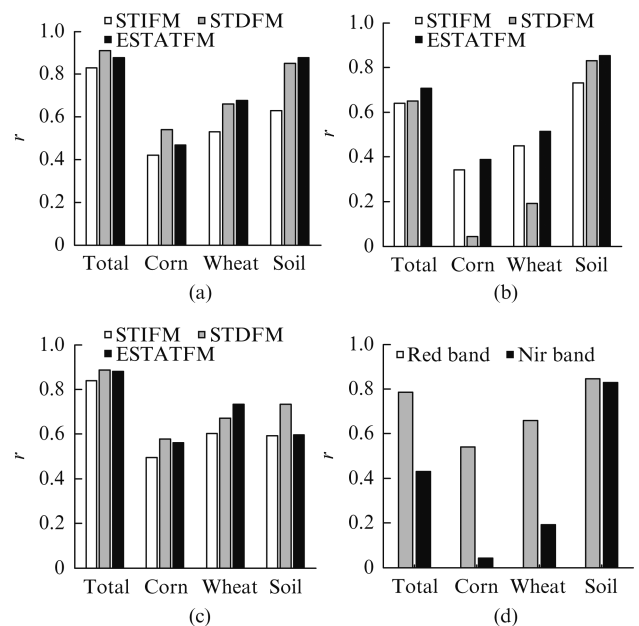 STIFM STDFM
ESTATFM
1.0
0.8
0.6
0.4
0.2
0
r
Total Corn Wheat Soil
(a)
STIFM STDFM
ESTATFM
1.0
0.8
0.6
0.4
0.2
0
r
Total Corn Wheat Soil
(b)
STIFM STDFM
ESTATFM
1.0
0.8
0.6
0.4
0.2
0
r
Total Corn Wheat Soil
(c)
Red band Nir band
1.0
0.8
0.6
0.4
0.2
0
r
Total Corn Wheat Soil
(d)